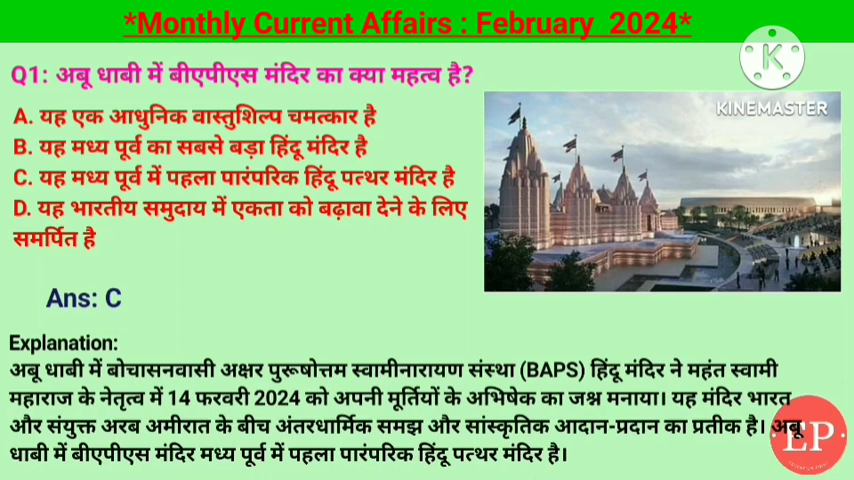 *Monthly Current Affairs : February 2024*
Q1: अबू धाबी में बीएपीएस मंदिर का क्या महत्व है?
KINEMASTER
A. यह एक आधुनिक वास्तुशिल्प चमत्कार है
B. यह मध्य पूर्व का सबसे बड़ा हिंदू मंदिर है
C. यह मध्य पूर्व में पहला पारंपरिक हिंदू पत्थर मंदिर है
D. यह भारतीय समुदाय में एकता को बढ़ावा देने के लिए
समर्पित है
Ans: C
Explanation:
अबू धाबी में बोचासनवासी अक्षर पुरूषोत्तम स्वामीनारायण संस्था (BAPS) हिंदू मंदिर ने महंत स्वामी
महाराज के नेतृत्व में 14 फरवरी 2024 को अपनी मूर्तियों के अभिषेक का जश्न मनाया। यह मंदिर भारत
और संयुक्त अरब अमीरात के बीच अंतरधार्मिक समझ और सांस्कृतिक आदान-प्रदान का प्रतीक है। अबू
धाबी में बीएपीएस मंदिर मध्य पूर्व में पहला पारंपरिक हिंदू पत्थर मंदिर है।
EP